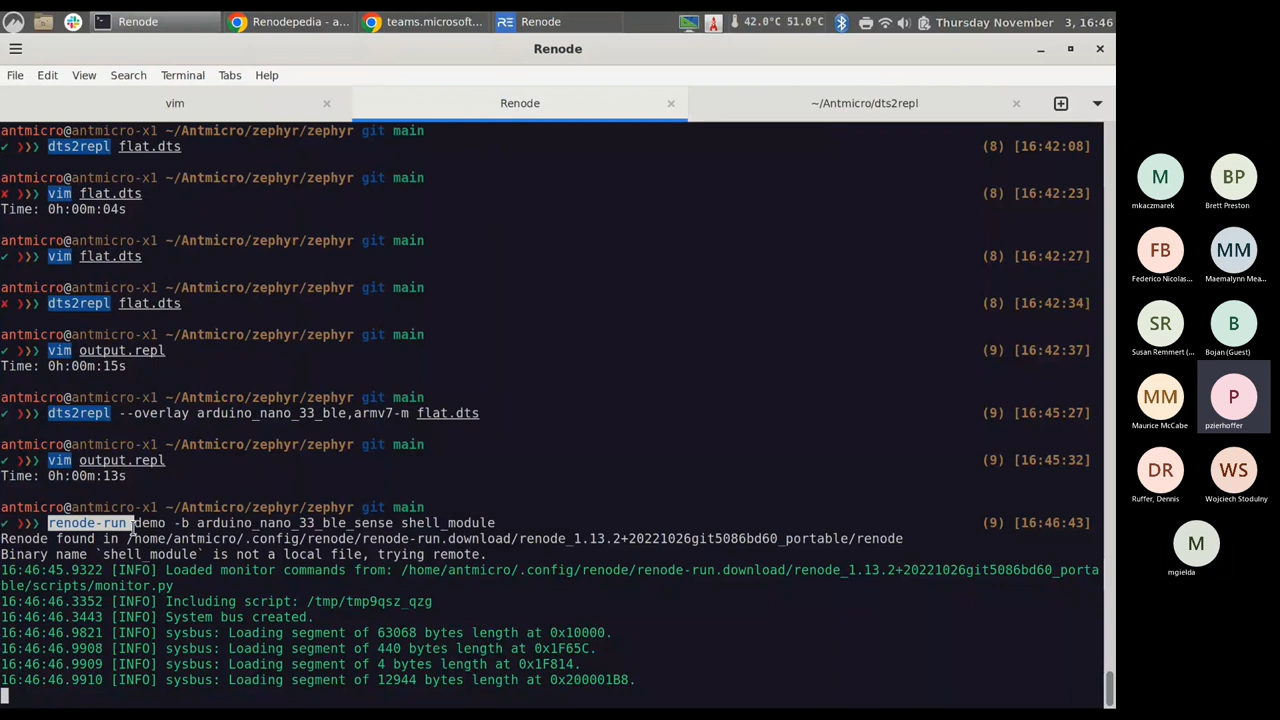 Renode
Renodepedia - a...
teams.microsoft...
RE Renode
42.0°C 51.0°C
Thursday November 3, 16:46
Renode
File Edit View Search Terminal Tabs Help
vim × Renode × ~/Antmicro/dts2repl ×
antmicro@antmicro-x1 ~/Antmicro/zephyr/zephyr git main
✔ ❯❯❯ dts2repl flat.dts (8) [16:42:08]
antmicro@antmicro-x1 ~/Antmicro/zephyr/zephyr git main
✘ ❯❯❯ vim flat.dts (8) [16:42:23]
Time: 0h:00m:04s
antmicro@antmicro-x1 ~/Antmicro/zephyr/zephyr git main
✔ ❯❯❯ vim flat.dts (8) [16:42:27]
antmicro@antmicro-x1 ~/Antmicro/zephyr/zephyr git main
✘ ❯❯❯ dts2repl flat.dts (8) [16:42:34]
antmicro@antmicro-x1 ~/Antmicro/zephyr/zephyr git main
✔ ❯❯❯ vim output.repl (9) [16:42:37]
Time: 0h:00m:15s
antmicro@antmicro-x1 ~/Antmicro/zephyr/zephyr git main
✔ ❯❯❯ dts2repl --overlay arduino_nano_33_ble,armv7-m flat.dts (9) [16:45:27]
antmicro@antmicro-x1 ~/Antmicro/zephyr/zephyr git main
✔ ❯❯❯ vim output.repl (9) [16:45:32]
Time: 0h:00m:13s
antmicro@antmicro-x1 ~/Antmicro/zephyr/zephyr git main
✔ ❯❯❯ renode-run demo -b arduino_nano_33_ble_sense shell_module (9) [16:46:43]
Renode found in /home/antmicro/.config/renode/renode-run.download/renode_1.13.2+20221026git5086bd60_portable/renode
Binary name `shell_module` is not a local file, trying remote.
16:46:45.9322 [INFO] Loaded monitor commands from: /home/antmicro/.config/renode/renode-run.download/renode_1.13.2+20221026git5086bd60_porta
ble/scripts/monitor.py
16:46:46.3352 [INFO] Including script: /tmp/tmp9qsz_qzg
16:46:46.3443 [INFO] System bus created.
16:46:46.9821 [INFO] sysbus: Loading segment of 63068 bytes length at 0x10000.
16:46:46.9908 [INFO] sysbus: Loading segment of 440 bytes length at 0x1F65C.
16:46:46.9909 [INFO] sysbus: Loading segment of 4 bytes length at 0x1F814.
16:46:46.9910 [INFO] sysbus: Loading segment of 12944 bytes length at 0x200001B8.
M BP
mkaczmarek Brett Preston
FB MM
Federico Nicolas... Maemalynn Mea...
SR B
Susan Remmert (... Bojan (Guest)
MM P
Maurice McCabe pzierhoffer
DR WS
Ruffer, Dennis Wojciech Stodulny
M
mgielda